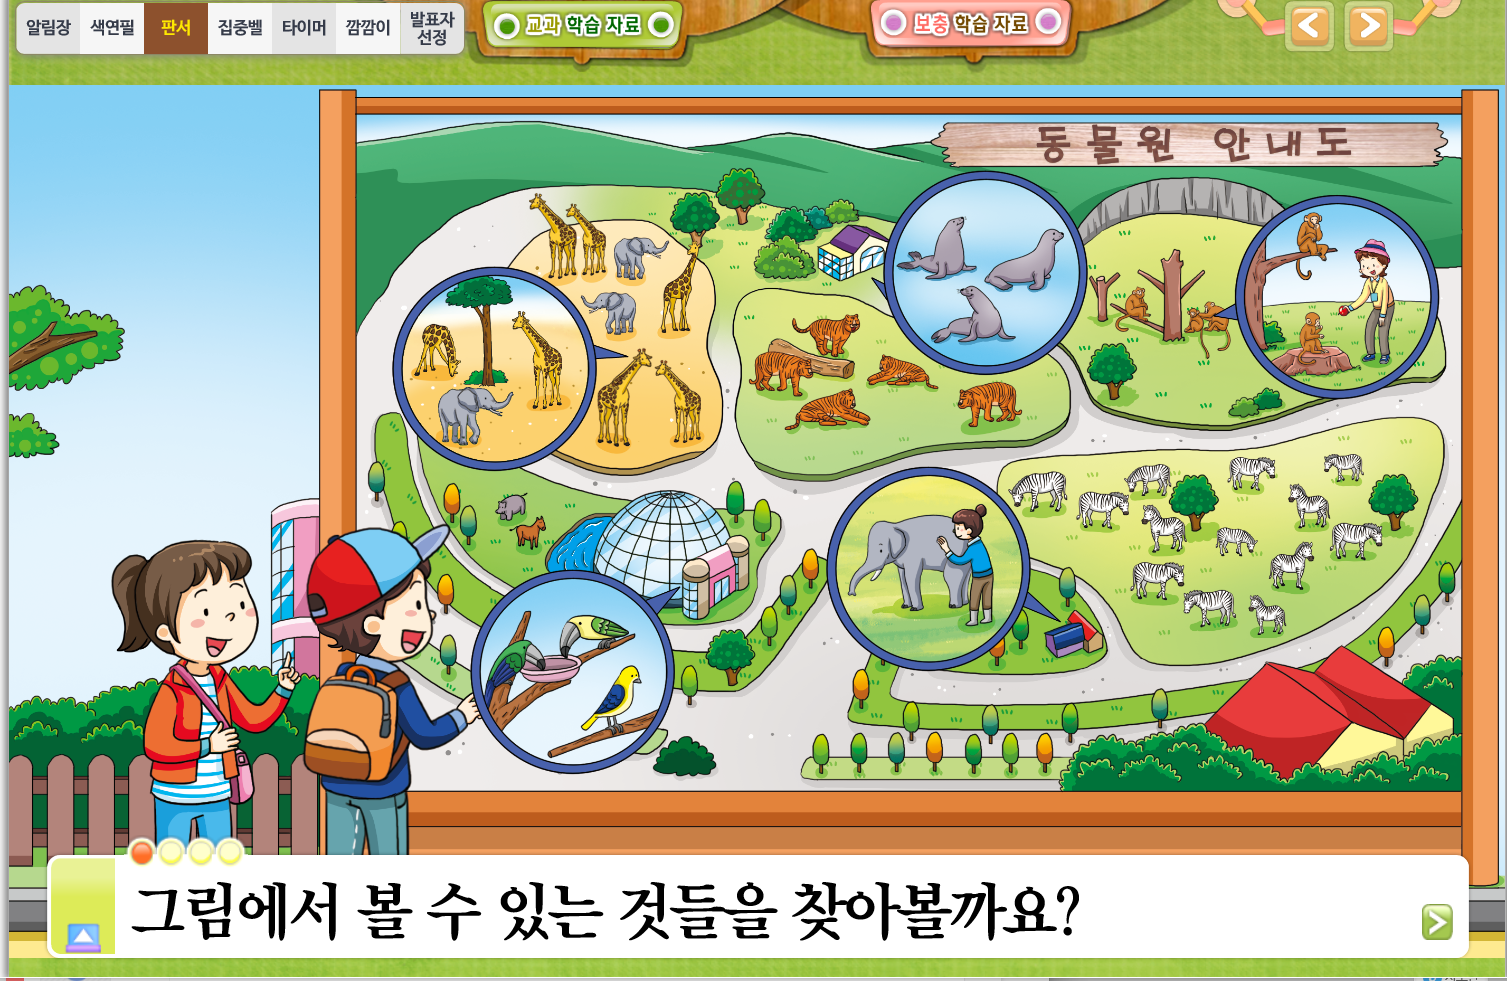 알림장 색연필 판서 집중벨 타이머 깜깜이 발표자
선정
교과 학습 자료
보충 학습 자료
동물원 안내도
그림에서 볼 수 있는 것들을 찾아볼까요?